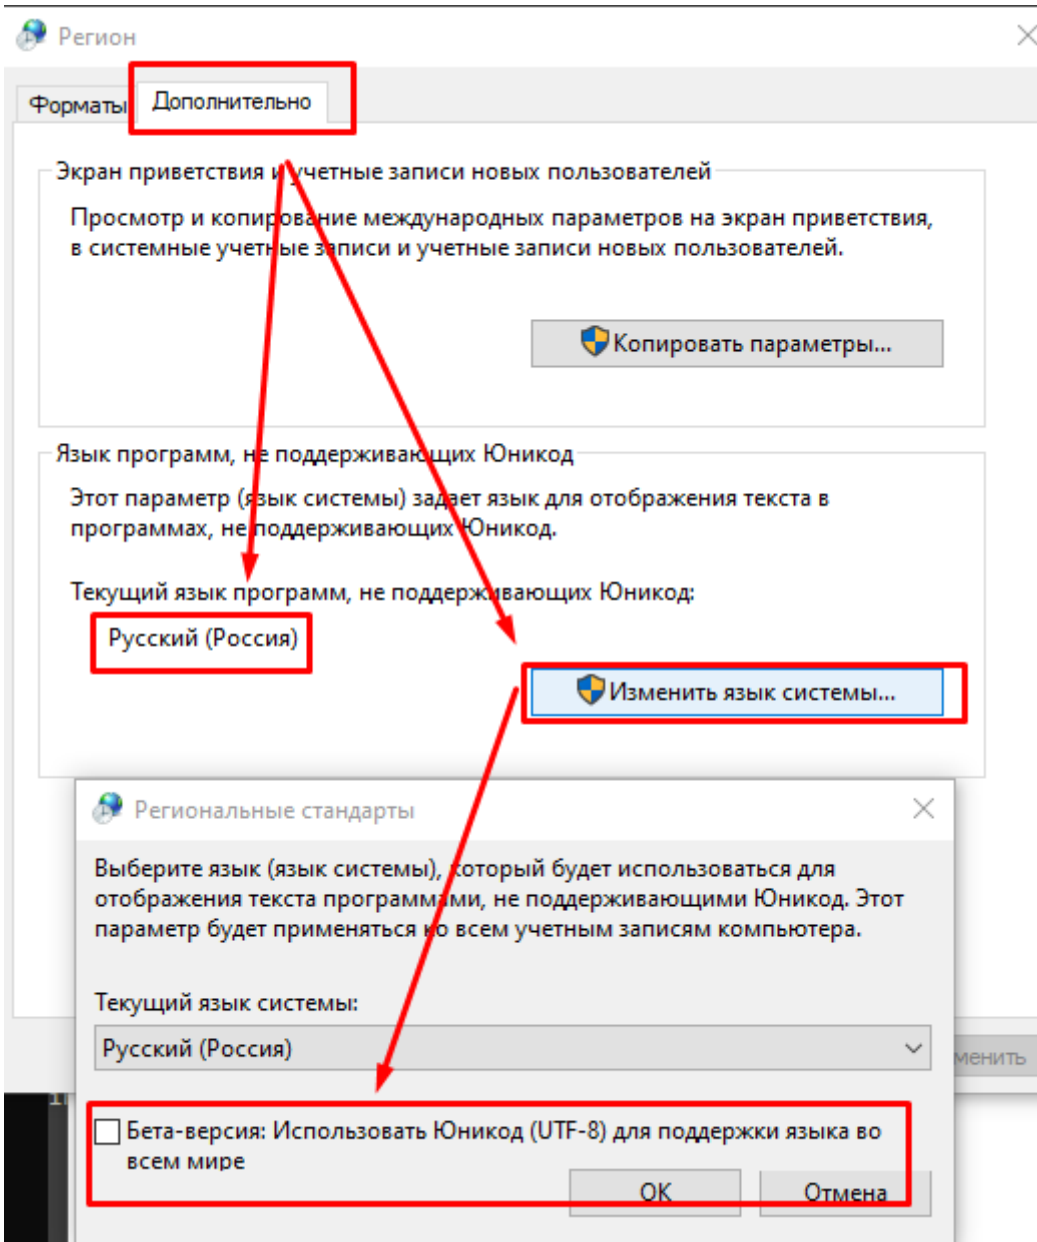 Регион
Форматы
Дополнительно
Экран приветствия и учетные записи новых пользователей
Просмотр и копирование международных параметров на экран приветствия,
в системные учетные записи и учетные записи новых пользователей.
Копировать параметры...
Язык программ, не поддерживающих Юникод
Этот параметр (язык системы) задает язык для отображения текста в
программах, не поддерживающих Юникод.
Текущий язык программ, не поддерживающих Юникод:
Русский (Россия)
Изменить язык системы...
Региональные стандарты
Выберите язык (язык системы), который будет использоваться для
отображения текста программами, не поддерживающими Юникод. Этот
параметр будет применяться ко всем учетным записям компьютера.
Текущий язык системы:
Русский (Россия)
менить
Бета-версия: Использовать Юникод (UTF-8) для поддержки языка во
всем мире
ОК
Отмена